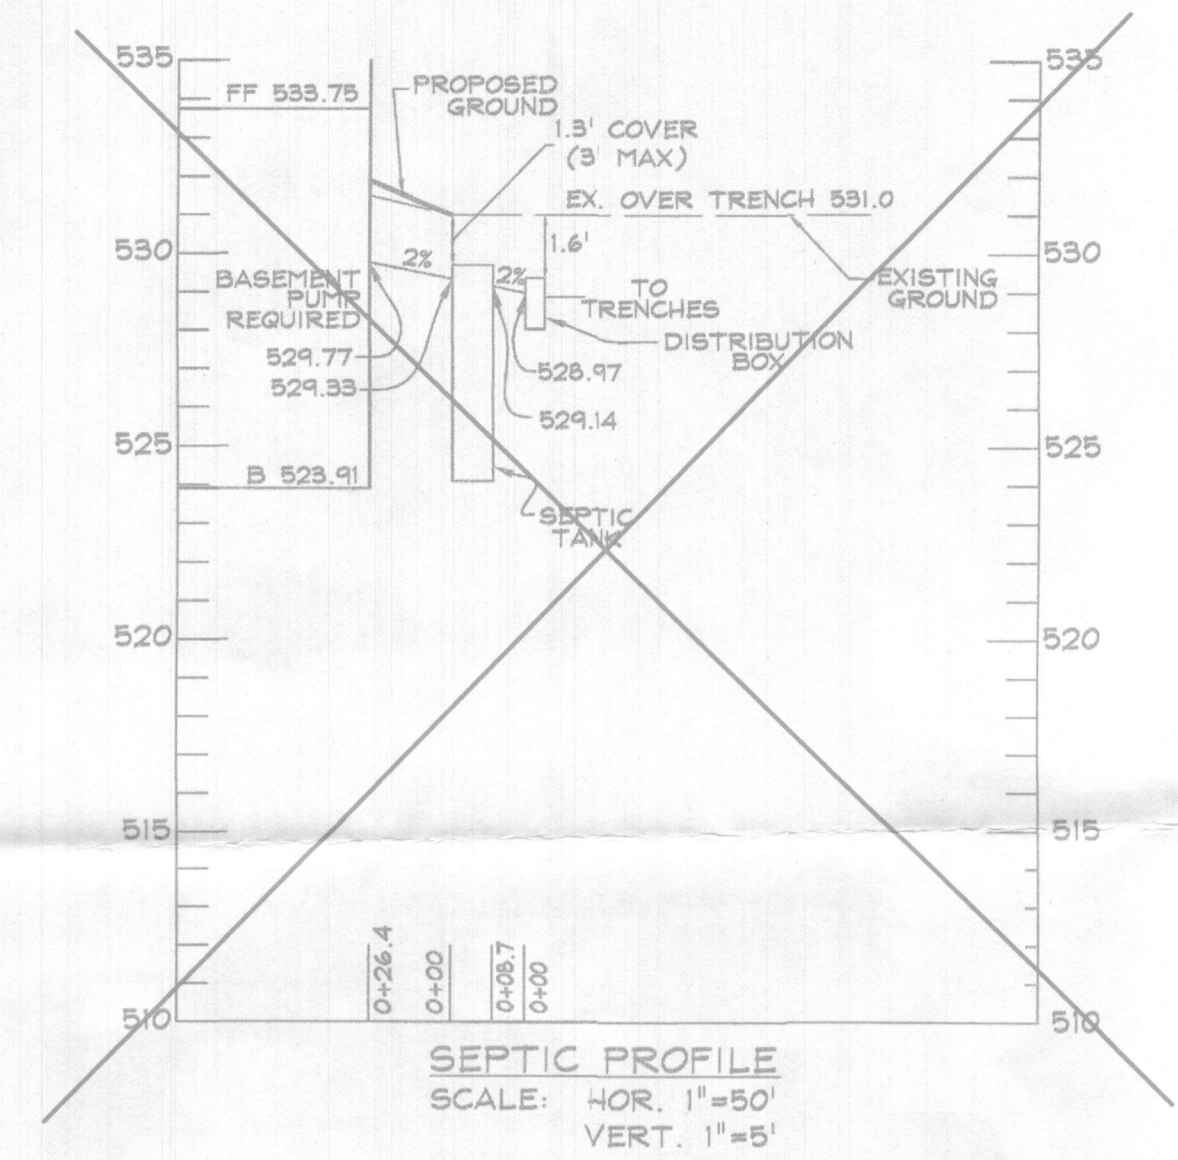 535
FF 533.75
PROPOSED
GROUND
1.3' COVER
(3' MAX)
535
EX. OVER TRENCH 531.0
1.6'
530
2%
530
BASEMENT
PUMP
REQUIRED
2%
TO
TRENCHES
EXISTING
GROUND
DISTRIBUTION
BOX
529.77
529.33
528.97
529.14
525
525
B 523.91
SEPTIC
TANK
520
520
515
515
0+26.4
0+00
0+08.7
0+00
510
510
SEPTIC PROFILE
SCALE: HOR. 1"=50'
VERT. 1"=5'